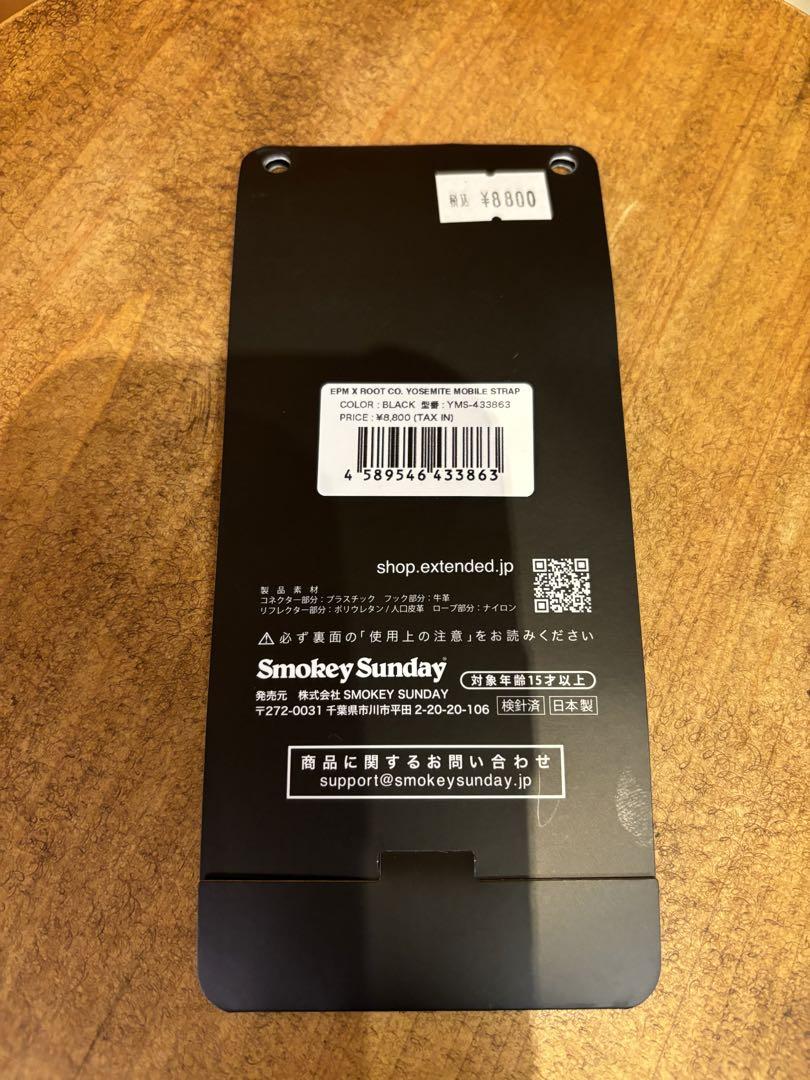 税込 ¥8800
EPM X ROOT CO. YOSEMITE MOBILE STRAP
COLOR : BLACK 型番 : YMS-433863
PRICE : ¥8,800 (TAX IN)
4 589546 433863
shop.extended.jp
製品素材
コネクター部分：プラスチック フック部分：牛革
リフレクター部分：ポリウレタン / 人口皮革 ロープ部分：ナイロン
⚠必ず裏面の「使用上の注意」をお読みください
Smokey Sunday
対象年齢15才以上
発売元 株式会社 SMOKEY SUNDAY
〒272-0031 千葉県市川市平田 2-20-20-106 検針済 日本製
商品に関するお問い合わせ
support@smokeysunday.jp